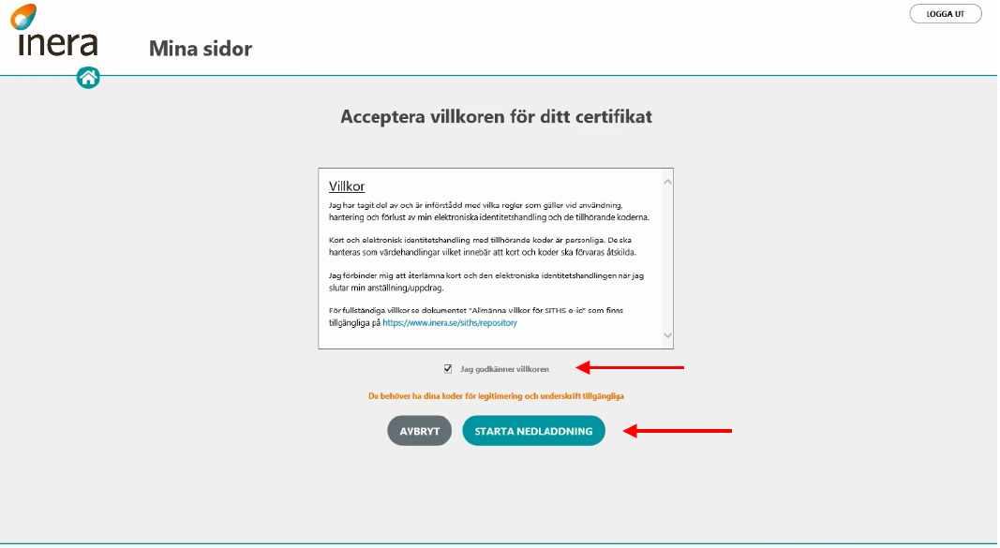 LOGGA UT
inera
Mina sidor
Acceptera villkoren för ditt certifikat
Villkor
Jag har tagit del av och är införstådd med vilka regler som gäller vid användning,
hantering och förlust av min elektroniska identitetshandling och de tillhörande koderna.
Kort och elektronisk identitetshandling med tillhörande koder är personliga. De ska
hanteras som värdehandlingar vilket innebär att kort och koder ska förvaras åtskilda.
Jag förbinder mig att återlämna kort och den elektroniska identitetshandlingen när jag
slutar min anställning/uppdrag.
För fullständiga villkor se dokumentet "Allmänna villkor för SITHS e-id" som finns
tillgängliga på https://www.inera.se/siths/repository
Jag godkänner villkoren
Du behöver ha dina koder för legitimering och underskrift tillgängliga
AVBRYT STARTA NEDLADDNING